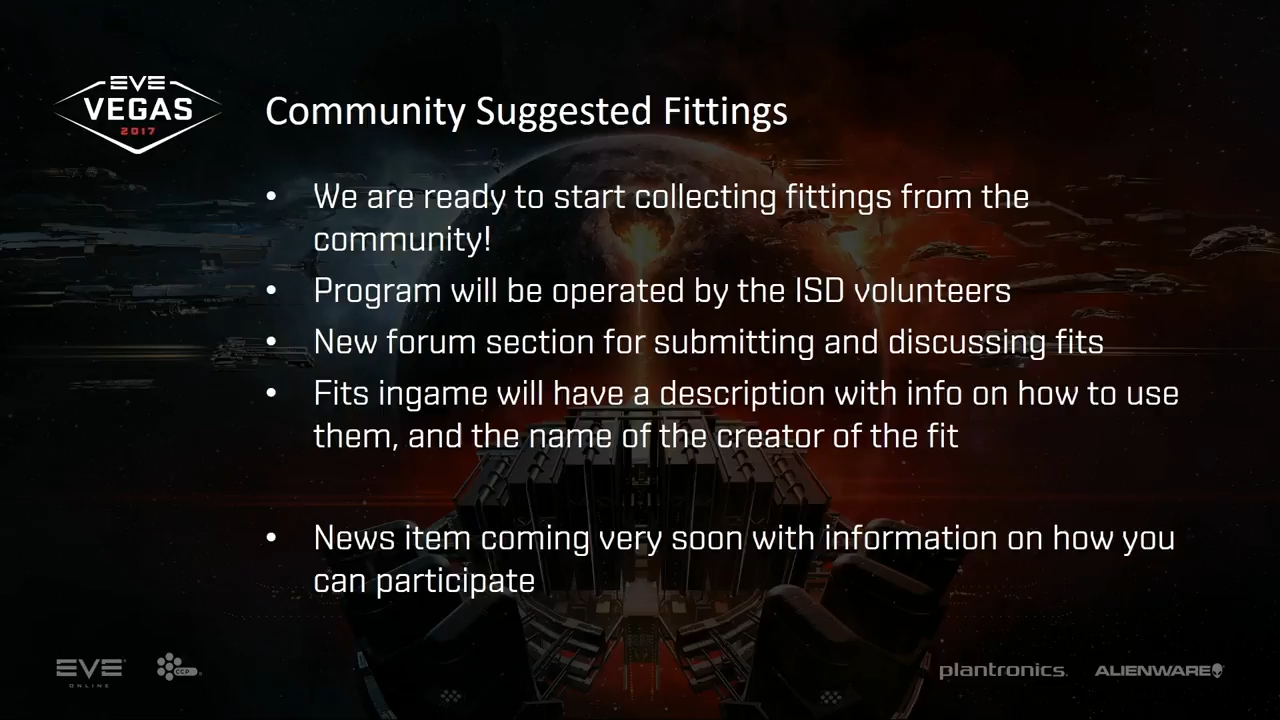 EVE
VEGAS
2017
Community Suggested Fittings
• We are ready to start collecting fittings from the
community!
• Program will be operated by the ISD volunteers
• New forum section for submitting and discussing fits
• Fits ingame will have a description with info on how to use
them, and the name of the creator of the fit
• News item coming very soon with information on how you
can participate
EVE
ONLINE
CCP
plantronics.
ALIENWARE